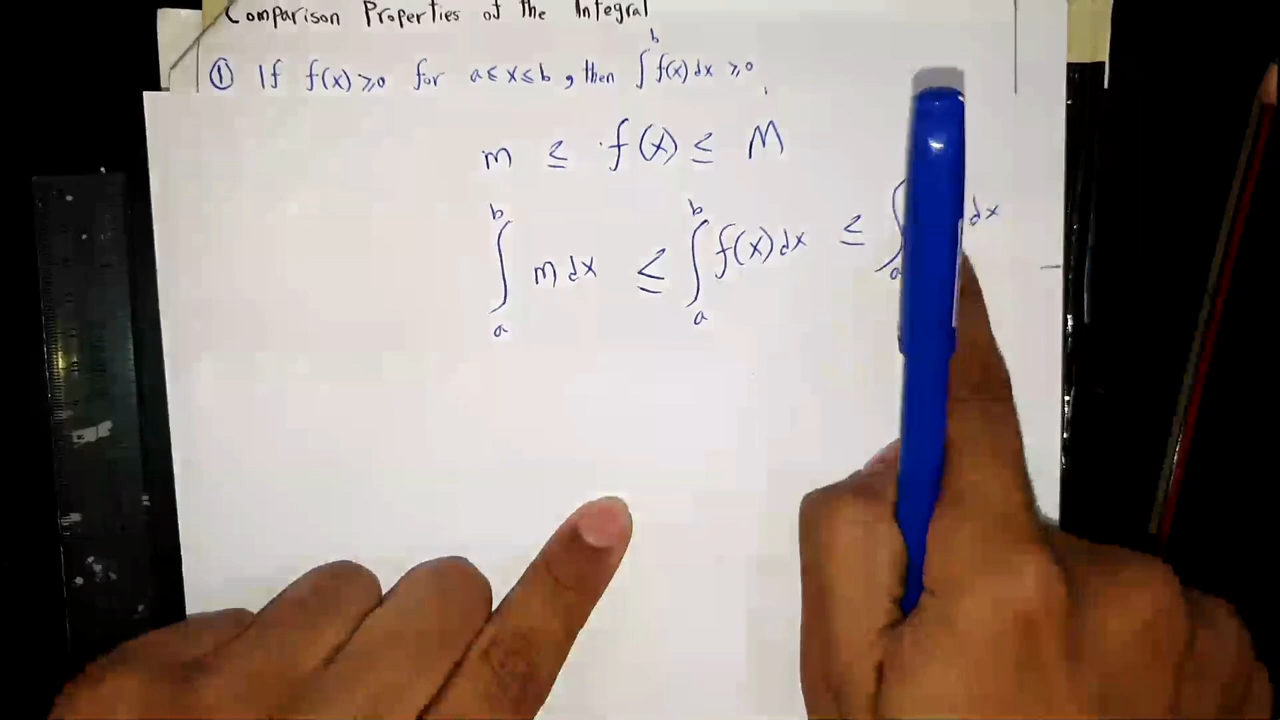 Comparison Properties of the Integral
① If f(x) ≥ 0 for a ≤ x ≤ b, then ∫_a^b f(x) dx ≥ 0
m ≤ f(x) ≤ M
∫_a^b m dx ≤ ∫_a^b f(x) dx ≤ ∫_a dx